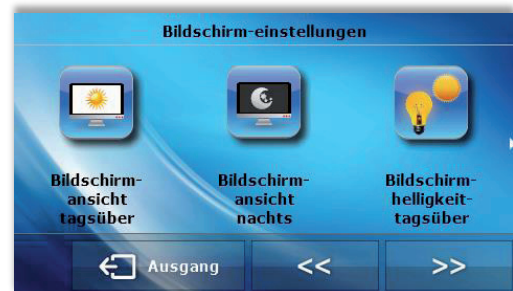 Bildschirm-einstellungen
Bildschirm-
ansicht
tagsüber
Bildschirm-
ansicht
nachts
Bildschirm-
helligkeit-
tagsüber
Ausgang
<<
>>